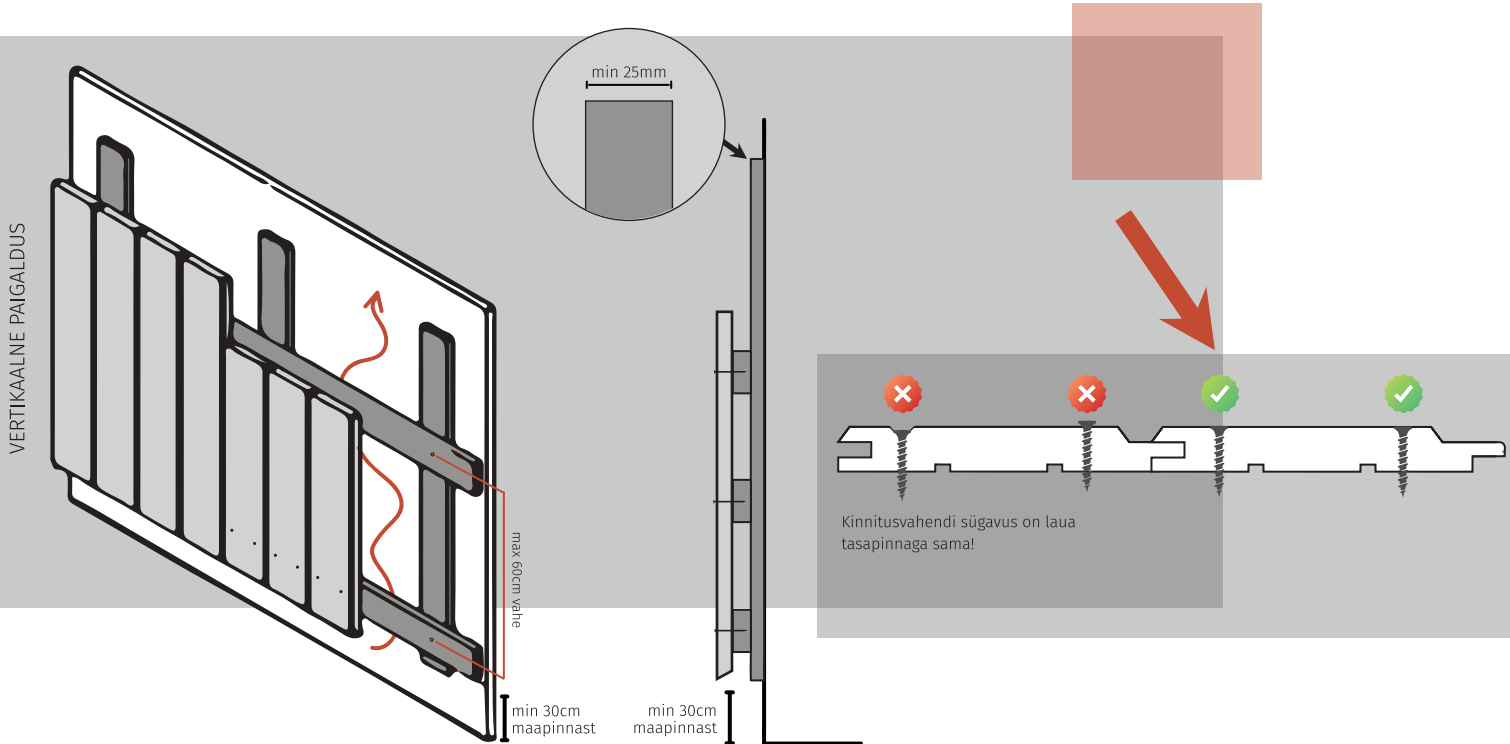 VERTIKAALNE PAIGALDUS
min 25mm
max 60cm vahe
min 30cm
maapinnast
min 30cm
maapinnast
Kinnitusvahendi sügavus on laua
tasapinnaga sama!